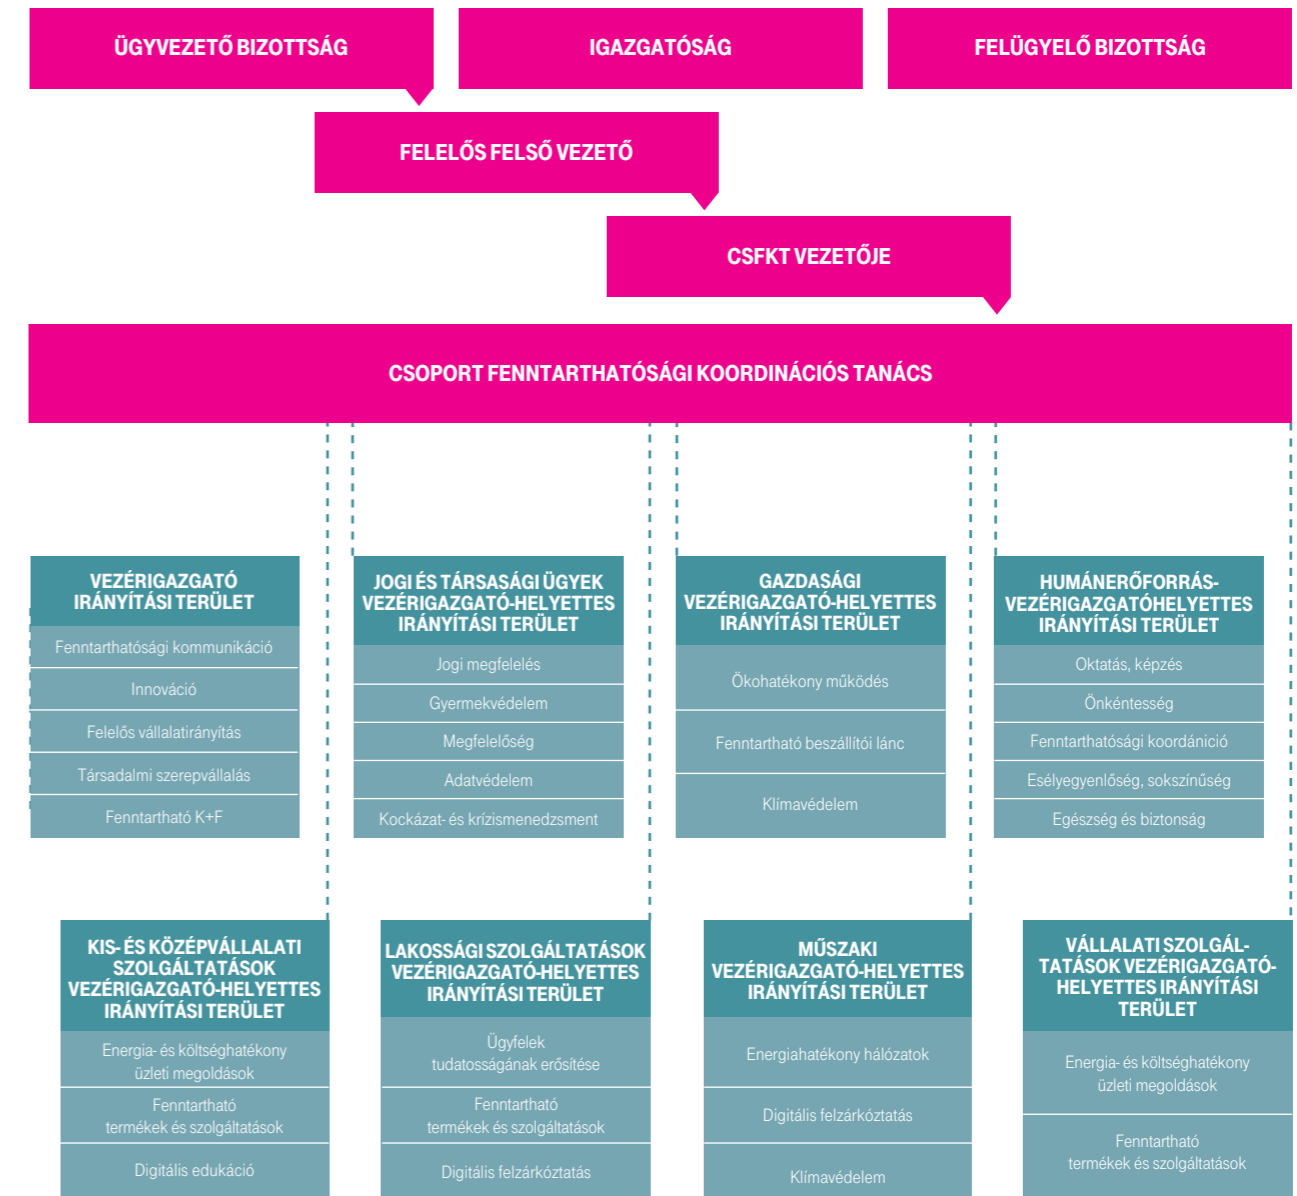 ÜGYVEZETŐ BIZOTTSÁG
IGAZGATÓSÁG
FELÜGYELŐ BIZOTTSÁG
FELELŐS FELSŐ VEZETŐ
CSFKT VEZETŐJE
CSOPORT FENNTARTHATÓSÁGI KOORDINÁCIÓS TANÁCS
VEZÉRIGAZGATÓ
IRÁNYÍTÁSI TERÜLET
Fenntarthatósági kommunikáció
Innováció
Felelős vállalatirányítás
Társadalmi szerepvállalás
Fenntartható K+F
JOGI ÉS TÁRSASÁGI ÜGYEK
VEZÉRIGAZGATÓ-HELYETTES
IRÁNYÍTÁSI TERÜLET
Jogi megfelelés
Gyermekvédelem
Megfelelőség
Adatvédelem
Kockázat- és krízismenedzsment
GAZDASÁGI
VEZÉRIGAZGATÓ-HELYETTES
IRÁNYÍTÁSI TERÜLET
Ökohatékony működés
Fenntartható beszállítói lánc
Klímavédelem
HUMÁNERŐFORRÁS-
VEZÉRIGAZGATÓHELYETTES
IRÁNYÍTÁSI TERÜLET
Oktatás, képzés
Önkéntesség
Fenntarthatósági koordánició
Esélyegyenlőség, sokszínűség
Egészség és biztonság
KIS- ÉS KÖZÉPVÁLLALATI
SZOLGÁLTATÁSOK
VEZÉRIGAZGATÓ-HELYETTES
IRÁNYÍTÁSI TERÜLET
Energia- és költséghatékony
üzleti megoldások
Fenntartható
termékek és szolgáltatások
Digitális edukáció
LAKOSSÁGI SZOLGÁLTATÁSOK
VEZÉRIGAZGATÓ-HELYETTES
IRÁNYÍTÁSI TERÜLET
Ügyfelek
tudatosságának erősítése
Fenntartható
termékek és szolgáltatások
Digitális felzárkóztatás
MŰSZAKI
VEZÉRIGAZGATÓ-HELYETTES
IRÁNYÍTÁSI TERÜLET
Energiahatékony hálózatok
Digitális felzárkóztatás
Klímavédelem
VÁLLALATI SZOLGÁL-
TATÁSOK VEZÉRIGAZGATÓ-
HELYETTES IRÁNYÍTÁSI
TERÜLET
Energia- és költséghatékony
üzleti megoldások
Fenntartható
termékek és szolgáltatások